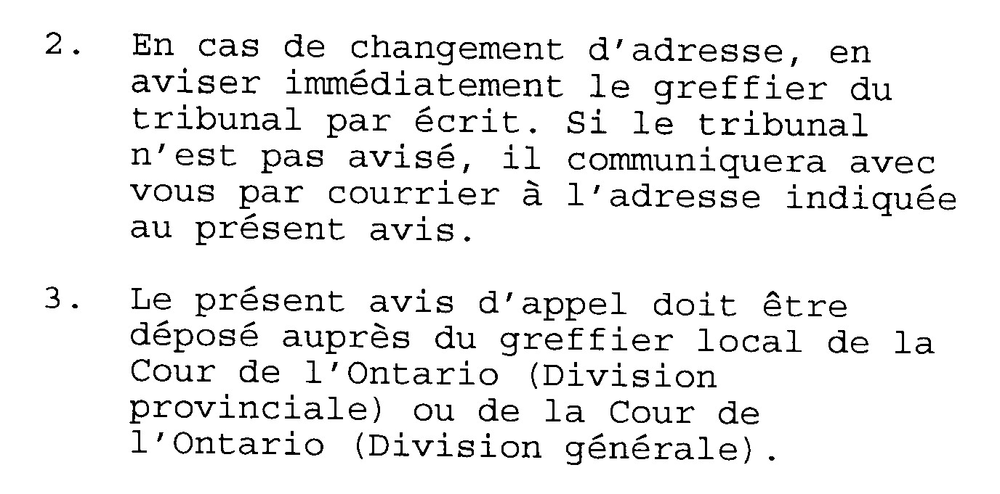 2. En cas de changement d'adresse, en
aviser immédiatement le greffier du
tribunal par écrit. Si le tribunal
n'est pas avisé, il communiquera avec
vous par courrier à l'adresse indiquée
au présent avis.
3. Le présent avis d'appel doit être
déposé auprès du greffier local de la
Cour de l'Ontario (Division
provinciale) ou de la Cour de
l'Ontario (Division générale).